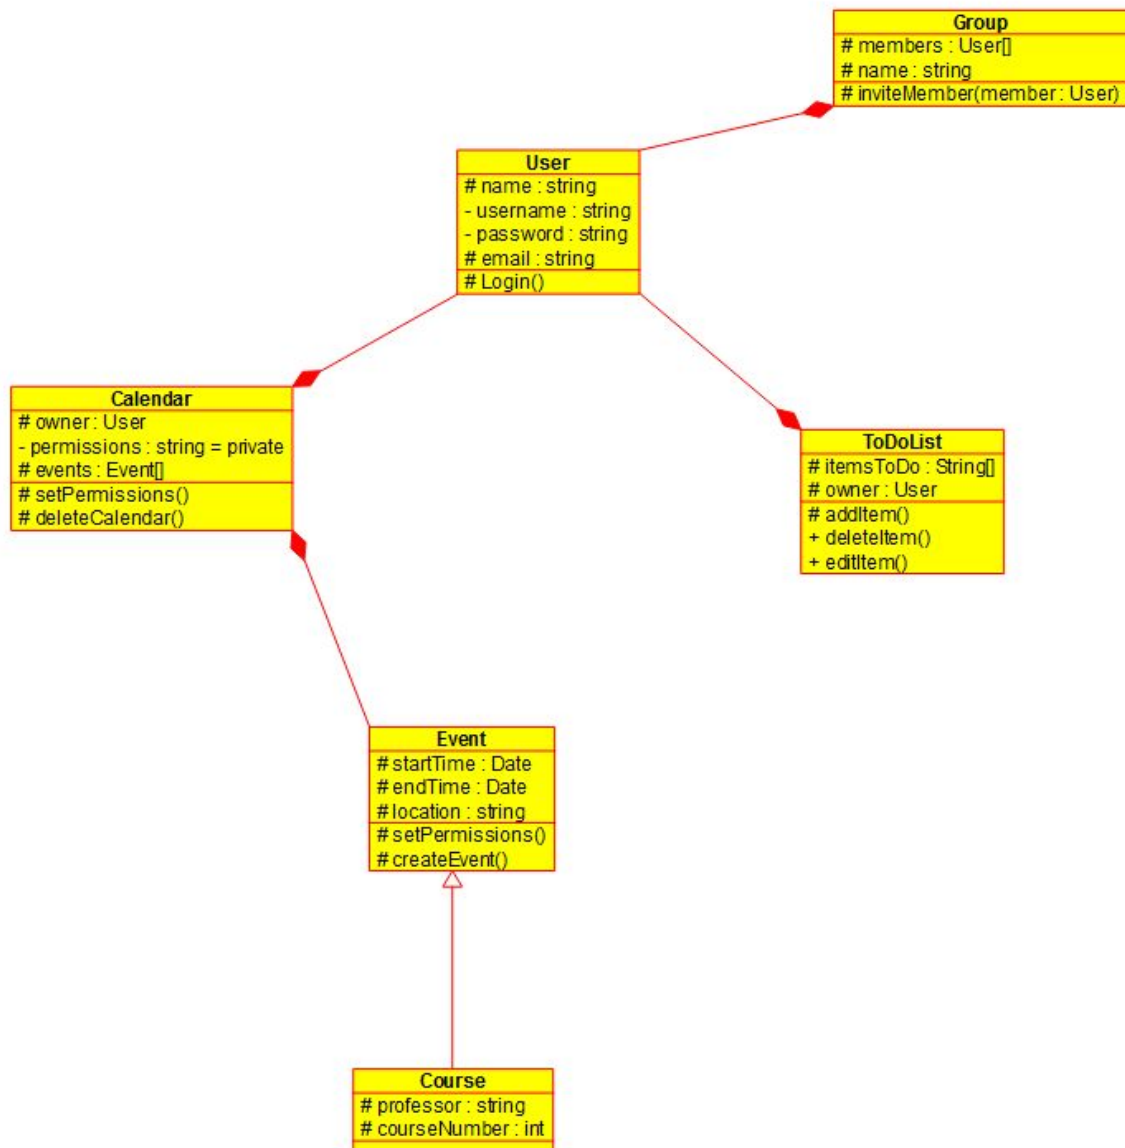 Group
# members : User[]
# name : string
# inviteMember(member : User)
User
# name : string
- username : string
- password : string
# email : string
# Login()
Calendar
# owner : User
- permissions : string = private
# events : Event[]
# setPermissions()
# deleteCalendar()
ToDoList
# itemsToDo : String[]
# owner : User
# addItem()
+ deleteItem()
+ editItem()
Event
# startTime : Date
# endTime : Date
# location : string
# setPermissions()
# createEvent()
Course
# professor : string
# courseNumber : int